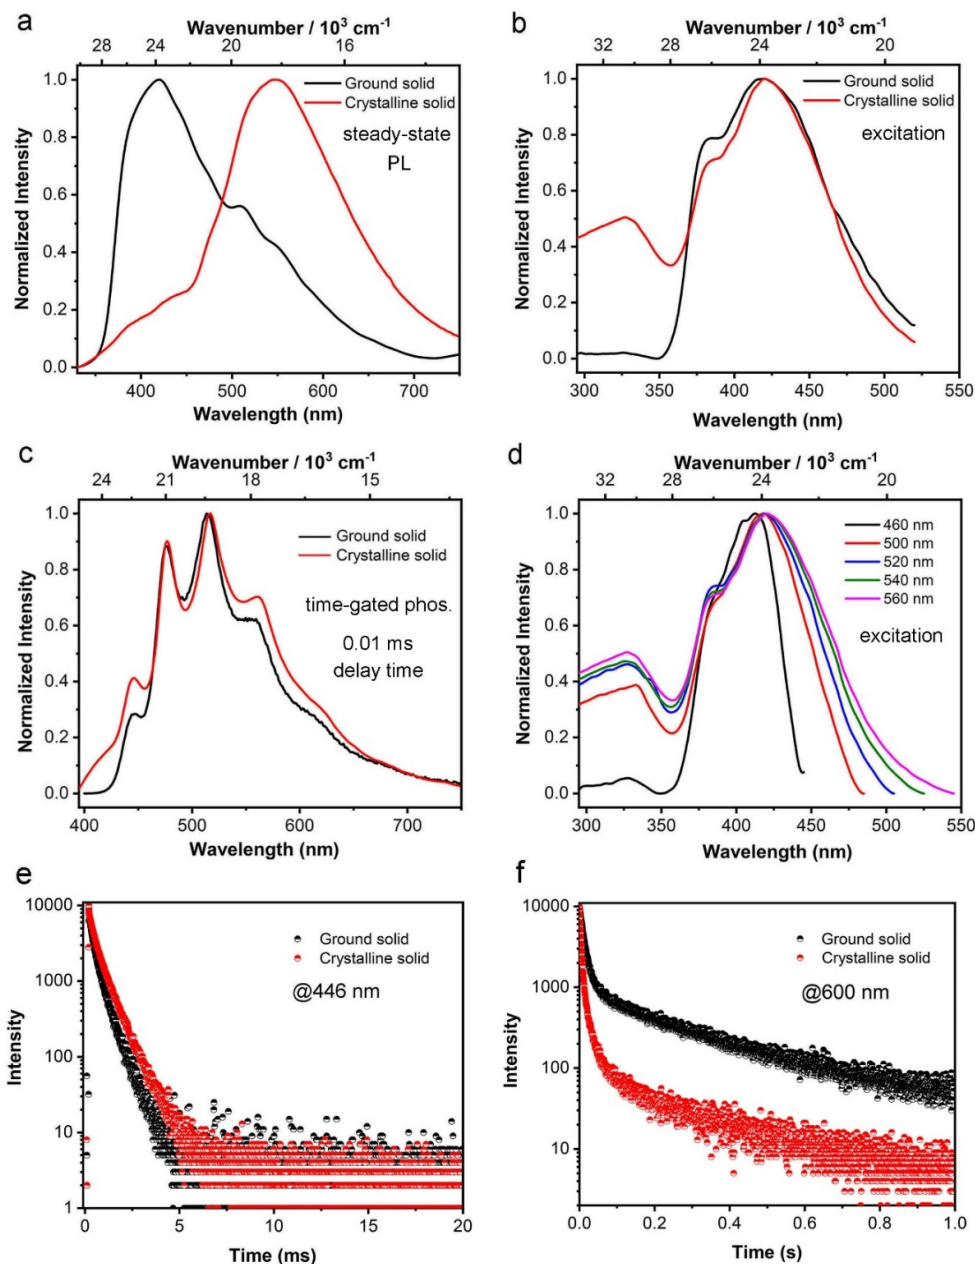 a
Wavenumber / 10³ cm⁻¹
28 24 20 16
Normalized Intensity
1.0
0.8
0.6
0.4
0.2
0.0
Ground solid
Crystalline solid
steady-state
PL
400 500 600 700
Wavelength (nm)
b
Wavenumber / 10³ cm⁻¹
32 28 24 20
Normalized Intensity
1.0
0.8
0.6
0.4
0.2
0.0
Ground solid
Crystalline solid
excitation
300 350 400 450 500 550
Wavelength (nm)
c
Wavenumber / 10³ cm⁻¹
24 21 18 15
Normalized Intensity
1.0
0.8
0.6
0.4
0.2
0.0
Ground solid
Crystalline solid
time-gated phos.
0.01 ms
delay time
400 500 600 700
Wavelength (nm)
d
Wavenumber / 10³ cm⁻¹
32 28 24 20
Normalized Intensity
1.0
0.8
0.6
0.4
0.2
0.0
460 nm
500 nm
520 nm
540 nm
560 nm
excitation
300 350 400 450 500 550
Wavelength (nm)
e
Intensity
10000
1000
100
10
1
Ground solid
Crystalline solid
@446 nm
0 5 10 15 20
Time (ms)
f
Intensity
10000
1000
100
10
Ground solid
Crystalline solid
@600 nm
0.0 0.2 0.4 0.6 0.8 1.0
Time (s)